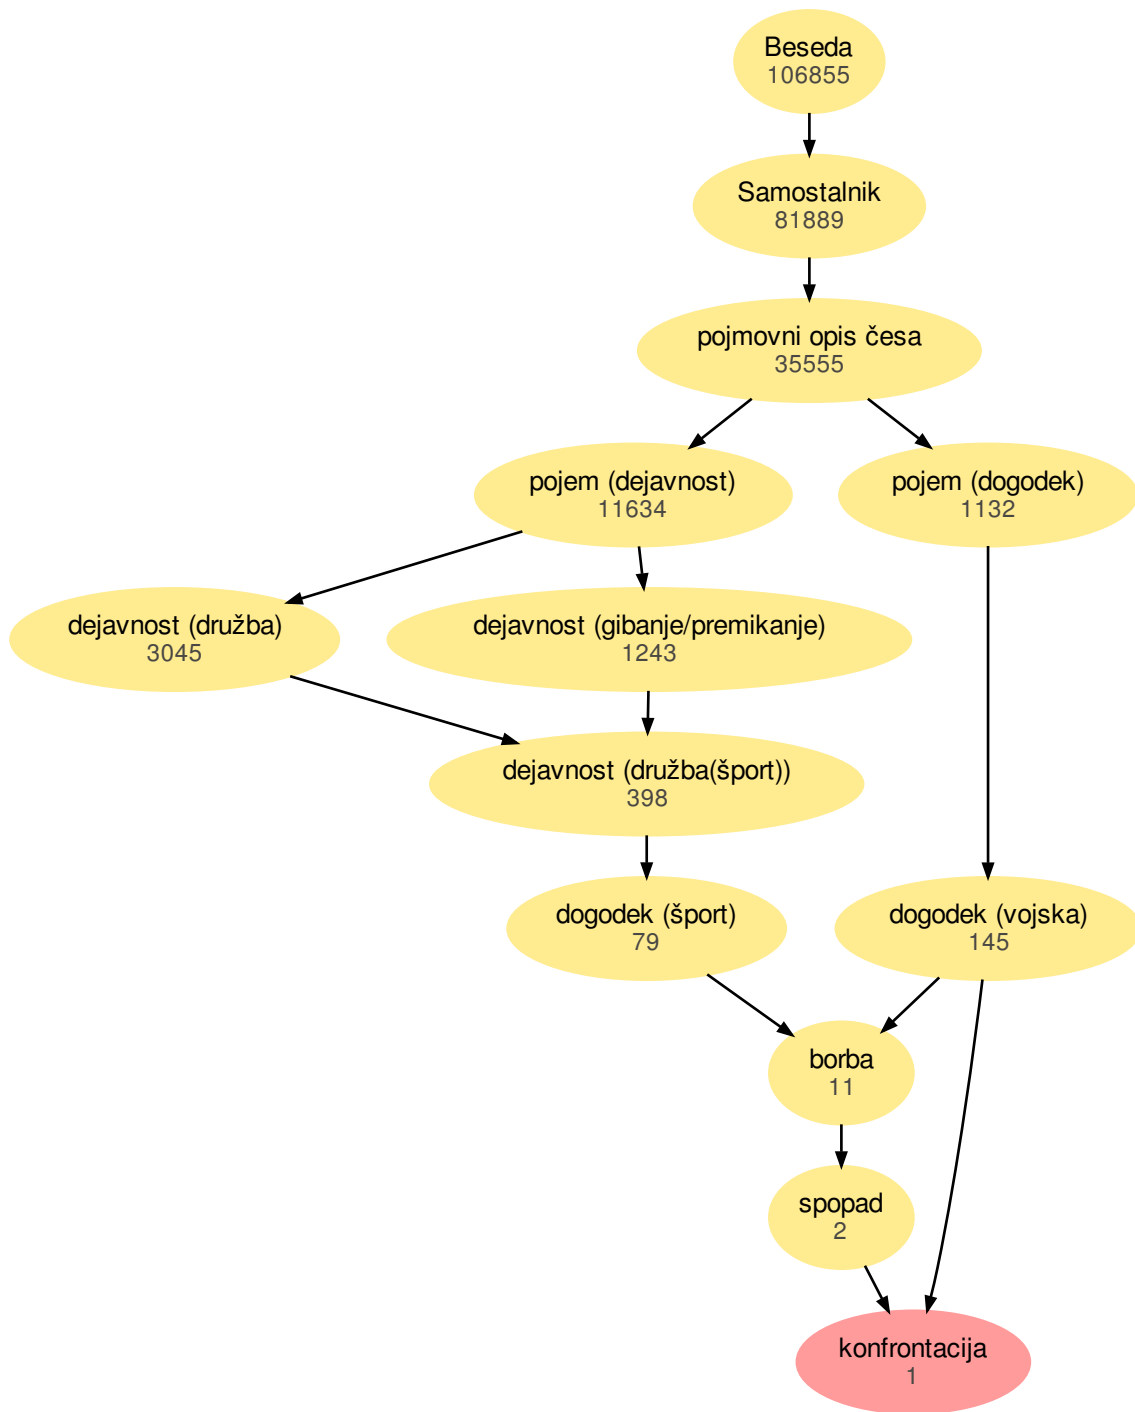 Beseda
106855
Samostalnik
81889
pojmovni opis česa
35555
pojem (dejavnost)
11634
pojem (dogodek)
1132
dejavnost (družba)
3045
dejavnost (gibanje/premikanje)
1243
dejavnost (družba(šport))
398
dogodek (šport)
79
dogodek (vojska)
145
borba
11
spopad
2
konfrontacija
1